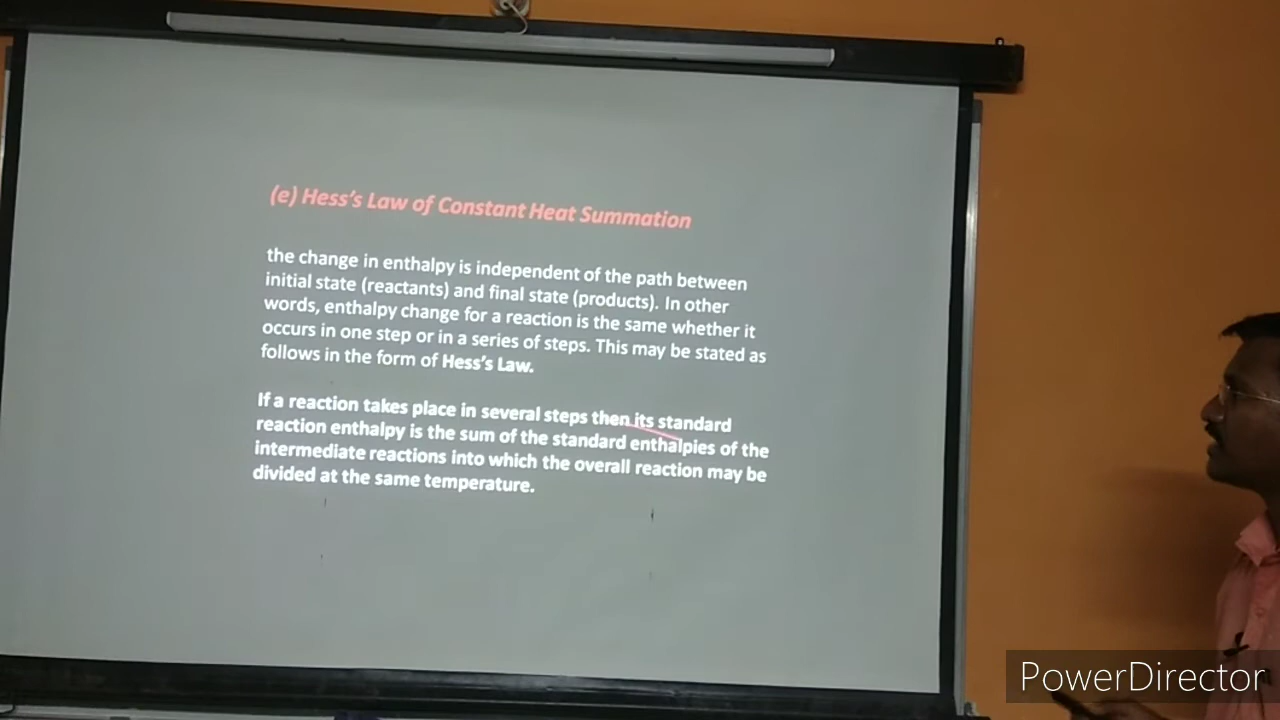 (e) Hess's Law of Constant Heat Summation
the change in enthalpy is independent of the path between
initial state (reactants) and final state (products). In other
words, enthalpy change for a reaction is the same whether it
occurs in one step or in a series of steps. This may be stated as
follows in the form of Hess's Law.
If a reaction takes place in several steps then its standard
reaction enthalpy is the sum of the standard enthalpies of the
intermediate reactions into which the overall reaction may be
divided at the same temperature.
PowerDirector